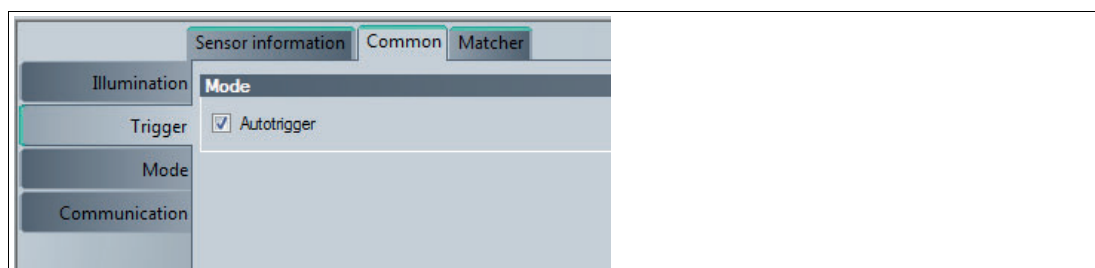 Sensor information Common Matcher
Illumination
Mode
Trigger
Autotrigger
Mode
Communication